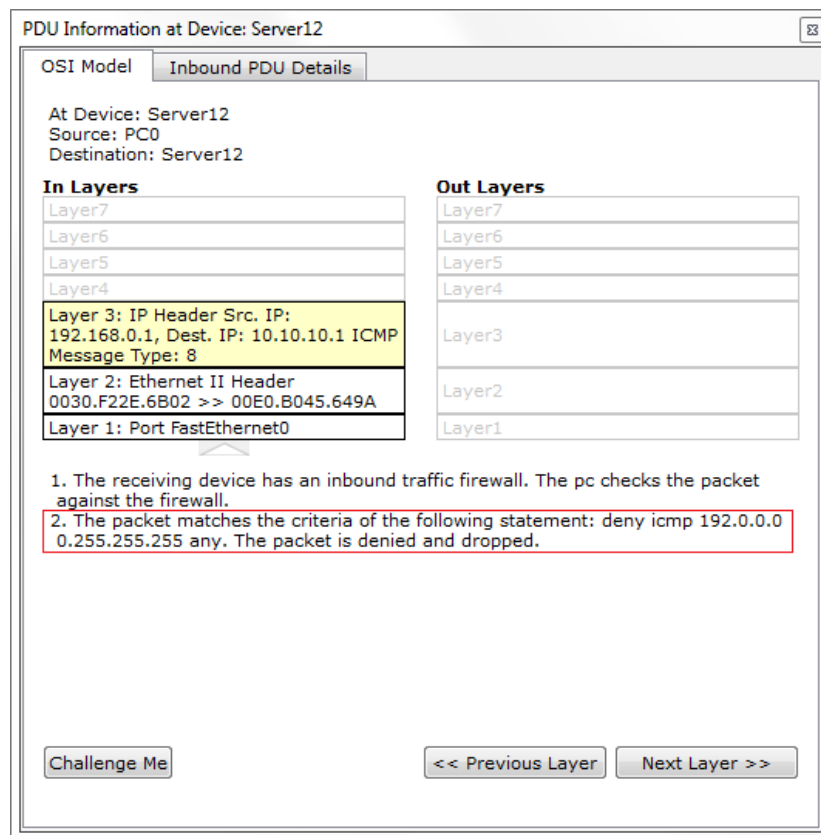 PDU Information at Device: Server12
OSI Model
Inbound PDU Details
At Device: Server12
Source: PC0
Destination: Server12
In Layers
Out Layers
Layer7
Layer7
Layer6
Layer6
Layer5
Layer5
Layer4
Layer4
Layer 3: IP Header Src. IP:
192.168.0.1, Dest. IP: 10.10.10.1 ICMP
Message Type: 8
Layer3
Layer 2: Ethernet II Header
0030.F22E.6B02 >> 00E0.B045.649A
Layer2
Layer 1: Port FastEthernet0
Layer1
1. The receiving device has an inbound traffic firewall. The pc checks the packet
against the firewall.
2. The packet matches the criteria of the following statement: deny icmp 192.0.0.0
0.255.255.255 any. The packet is denied and dropped.
Challenge Me
<< Previous Layer
Next Layer >>